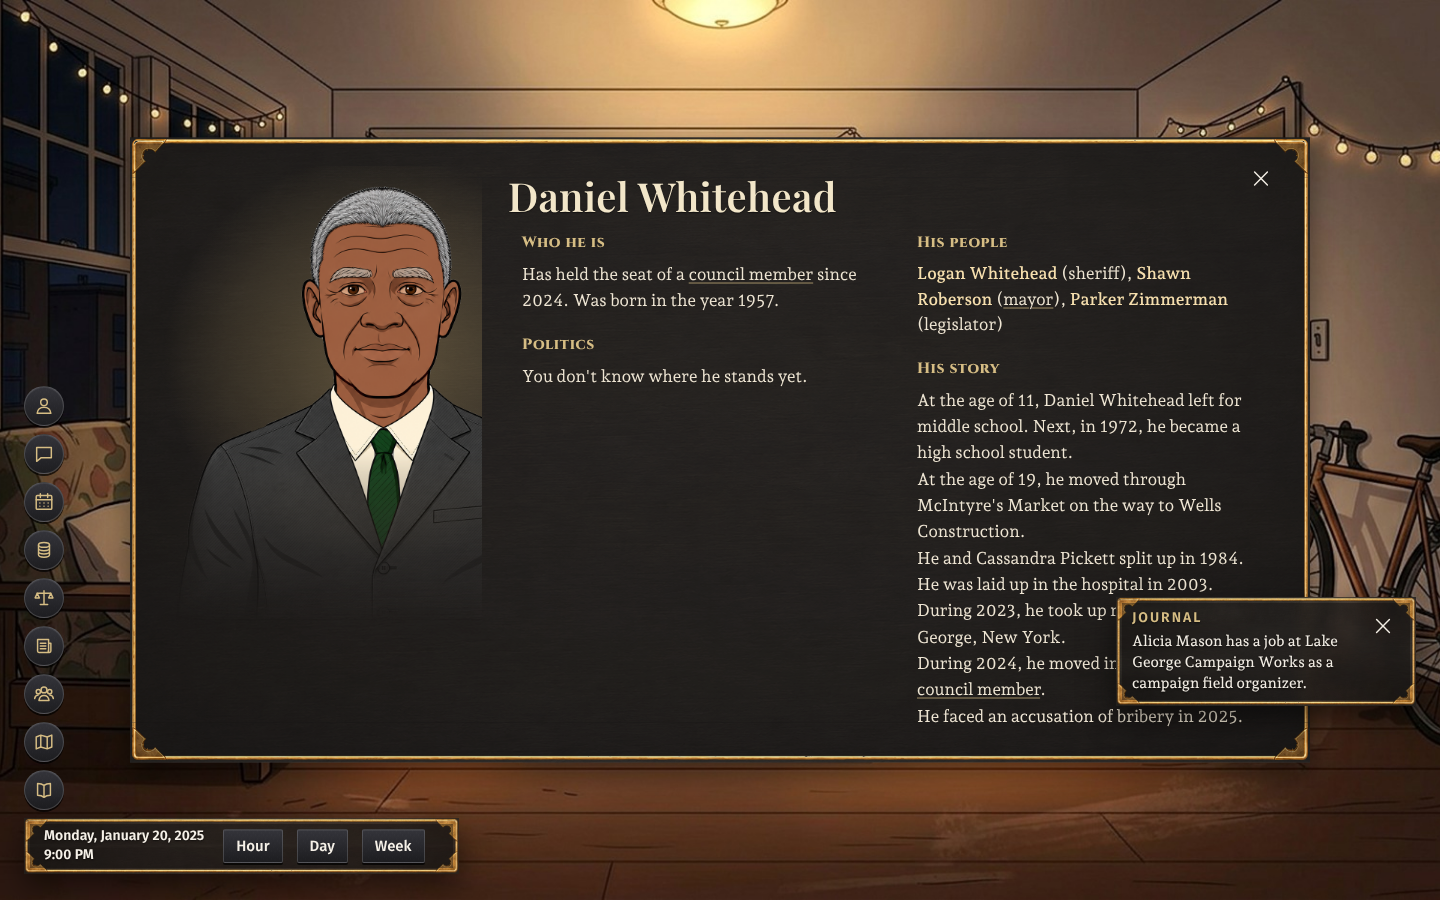 Daniel Whitehead
WHO HE IS
Has held the seat of a council member since
2024. Was born in the year 1957.
POLITICS
You don't know where he stands yet.
HIS PEOPLE
Logan Whitehead (sheriff), Shawn
Roberson (mayor), Parker Zimmerman
(legislator)
HIS STORY
At the age of 11, Daniel Whitehead left for
middle school. Next, in 1972, he became a
high school student.
At the age of 19, he moved through
McIntyre's Market on the way to Wells
Construction.
He and Cassandra Pickett split up in 1984.
He was laid up in the hospital in 2003.
During 2023, he took up
George, New York.
During 2024, he moved in
council member.
He faced an accusation of bribery in 2025.
JOURNAL
Alicia Mason has a job at Lake
George Campaign Works as a
campaign field organizer.
Monday, January 20, 2025
9:00 PM
Hour
Day
Week